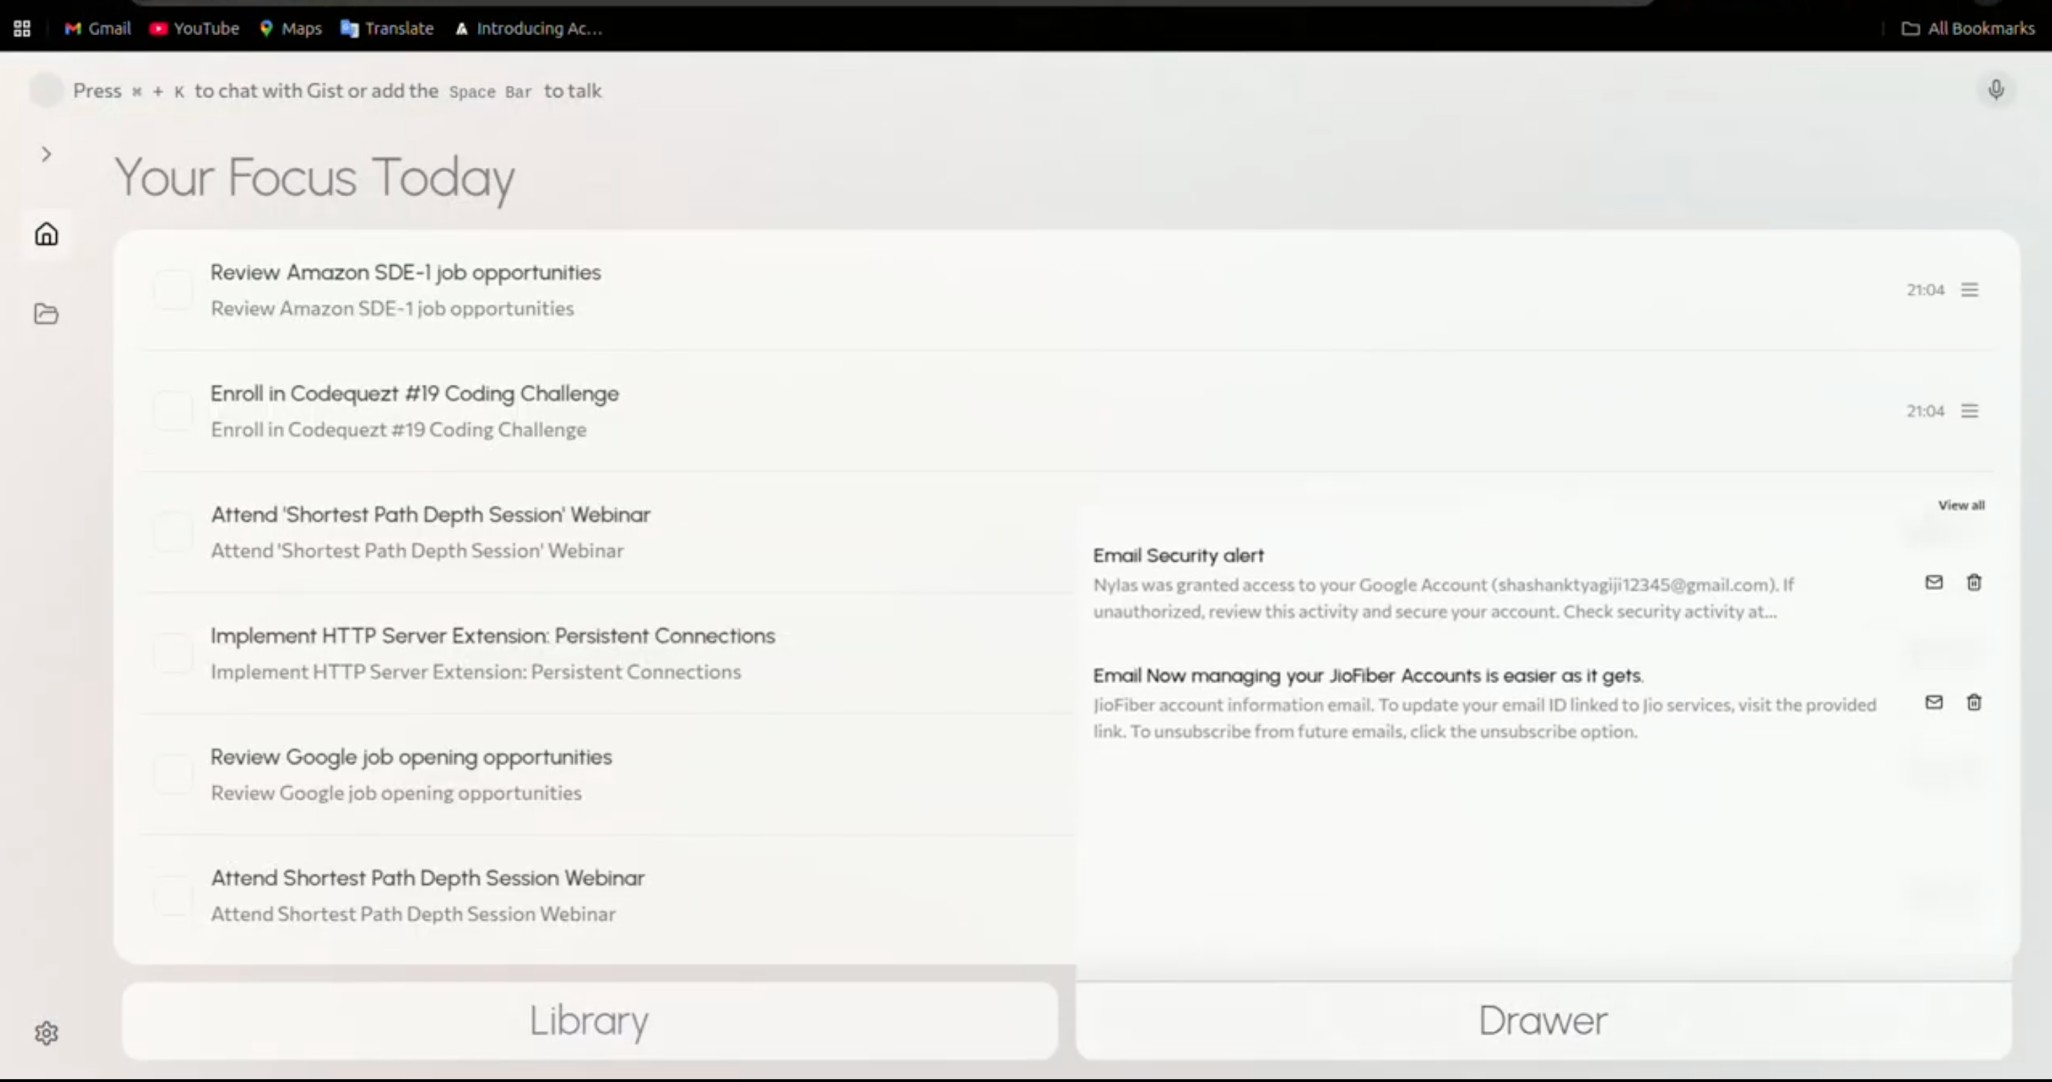 Gmail YouTube Maps Translate Introducing Ac... All Bookmarks
Press ⌘ + K to chat with Gist or add the Space Bar to talk
Your Focus Today
Review Amazon SDE-1 job opportunities
Review Amazon SDE-1 job opportunities
21:04
Enroll in Codequezt #19 Coding Challenge
Enroll in Codequezt #19 Coding Challenge
21:04
Attend 'Shortest Path Depth Session' Webinar
Attend 'Shortest Path Depth Session' Webinar
Implement HTTP Server Extension: Persistent Connections
Implement HTTP Server Extension: Persistent Connections
Review Google job opening opportunities
Review Google job opening opportunities
Attend Shortest Path Depth Session Webinar
Attend Shortest Path Depth Session Webinar
View all
Email Security alert
Nylas was granted access to your Google Account (shashanktyagiji12345@gmail.com). If
unauthorized, review this activity and secure your account. Check security activity at...
Email Now managing your JioFiber Accounts is easier as it gets.
JioFiber account information email. To update your email ID linked to Jio services, visit the provided
link. To unsubscribe from future emails, click the unsubscribe option.
Library
Drawer